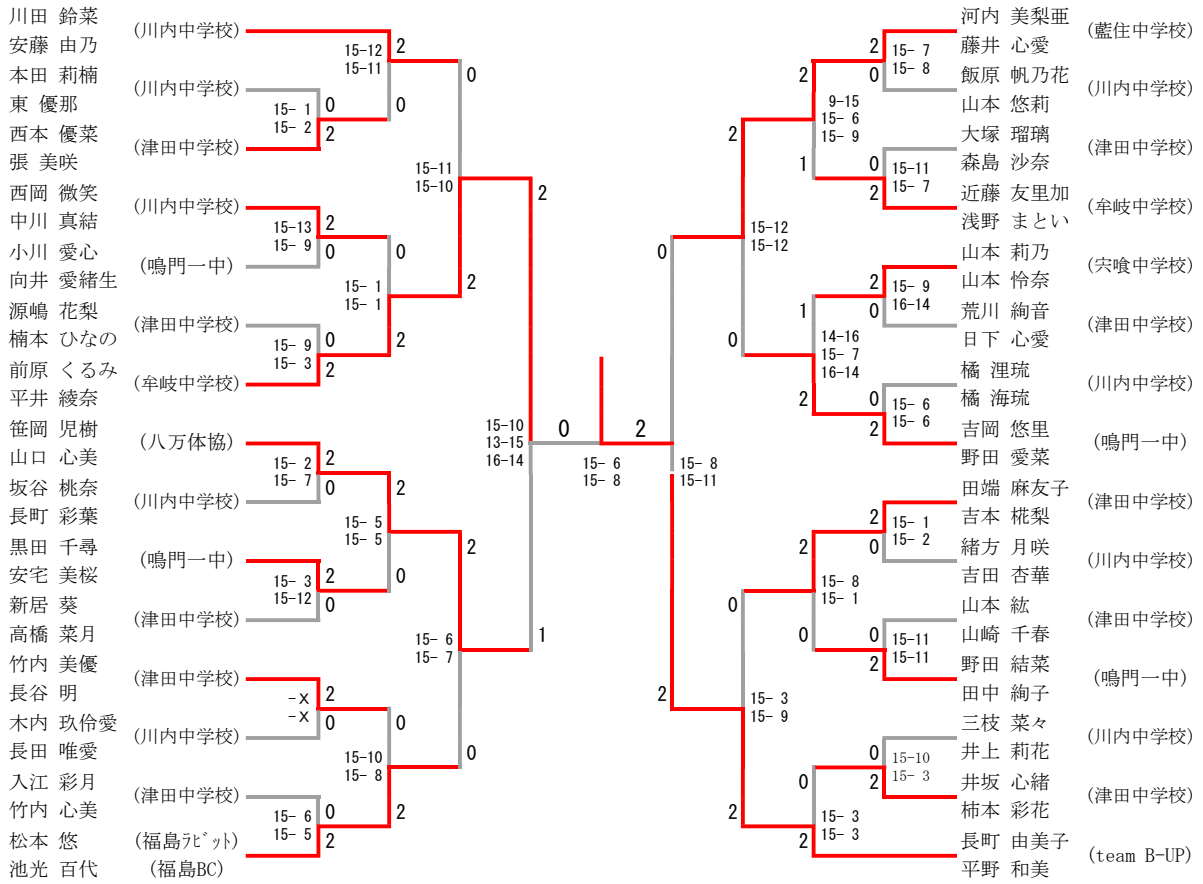 川田 鈴菜
安藤 由乃
(川内中学校)
本田 莉楠
東 優那
(川内中学校)
西本 優菜
張 美咲
(津田中学校)
西岡 微笑
中川 真結
(川内中学校)
小川 愛心
向井 愛緒生
(鳴門一中)
源嶋 花梨
楠本 ひなの
(津田中学校)
前原 くるみ
平井 綾奈
(牟岐中学校)
笹岡 児樹
山口 心美
(八万体協)
坂谷 桃奈
長町 彩葉
(川内中学校)
黒田 千尋
安宅 美桜
(鳴門一中)
新居 葵
高橋 菜月
(津田中学校)
竹内 美優
長谷 明
(津田中学校)
木内 玖伶愛
長田 唯愛
(川内中学校)
入江 彩月
竹内 心美
(津田中学校)
松本 悠 (福島ﾗﾋﾞｯﾄ)
池光 百代 (福島BC)
15- 1
15- 2
0
2
15-13
15- 9
2
0
15- 9
15- 3
0
2
15- 2
15- 7
2
0
15- 3
15-12
2
0
-X
-X
2
0
15- 6
15- 5
0
2
15-12
15-11
2
0
15- 1
15- 1
0
2
15- 5
15- 5
2
0
15-10
15- 8
0
2
15-11
15-10
0
2
15- 6
15- 7
2
0
15-10
13-15
16-14
2
1
0
2
15- 6
15- 8
15- 8
15-11
0
2
15-12
15-12
2
0
15- 3
15- 9
0
2
9-15
15- 6
15- 9
2
1
14-16
15- 7
16-14
1
2
15- 8
15- 1
2
0
15- 3
15- 3
0
2
15- 7
15- 8
2
0
15-11
15- 7
0
2
15- 9
16-14
2
0
15- 6
15- 6
0
2
15- 1
15- 2
2
0
15-11
15-11
0
2
15-10
15- 3
0
2
河内 美梨亜
藤井 心愛
(藍住中学校)
飯原 帆乃花
山本 悠莉
(川内中学校)
大塚 瑠璃
森島 沙奈
(津田中学校)
近藤 友里加
浅野 まとい
(牟岐中学校)
山本 莉乃
山本 怜奈
(宍喰中学校)
荒川 絢音
日下 心愛
(津田中学校)
橘 浬琉
橘 海琉
(川内中学校)
吉岡 悠里
野田 愛菜
(鳴門一中)
田端 麻友子
吉本 椛梨
(津田中学校)
緒方 月咲
吉田 杏華
(川内中学校)
山本 紘
山崎 千春
(津田中学校)
野田 結菜
田中 絢子
(鳴門一中)
三枝 菜々
井上 莉花
(川内中学校)
井坂 心緒
柿本 彩花
(津田中学校)
長町 由美子
平野 和美
(team B-UP)